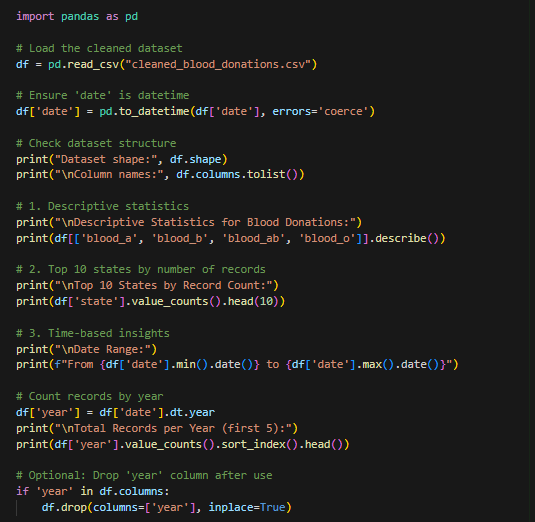 import pandas as pd
# Load the cleaned dataset
df = pd.read_csv("cleaned_blood_donations.csv")
# Ensure 'date' is datetime
df['date'] = pd.to_datetime(df['date'], errors='coerce')
# Check dataset structure
print("Dataset shape:", df.shape)
print("\nColumn names:", df.columns.tolist())
# 1. Descriptive statistics
print("\nDescriptive Statistics for Blood Donations:")
print(df[['blood_a', 'blood_b', 'blood_ab', 'blood_o']].describe())
# 2. Top 10 states by number of records
print("\nTop 10 States by Record Count:")
print(df['state'].value_counts().head(10))
# 3. Time-based insights
print("\nDate Range:")
print(f"From {df['date'].min().date()} to {df['date'].max().date()}")
# Count records by year
df['year'] = df['date'].dt.year
print("\nTotal Records per Year (first 5):")
print(df['year'].value_counts().sort_index().head())
# Optional: Drop 'year' column after use
if 'year' in df.columns:
    df.drop(columns=['year'], inplace=True)